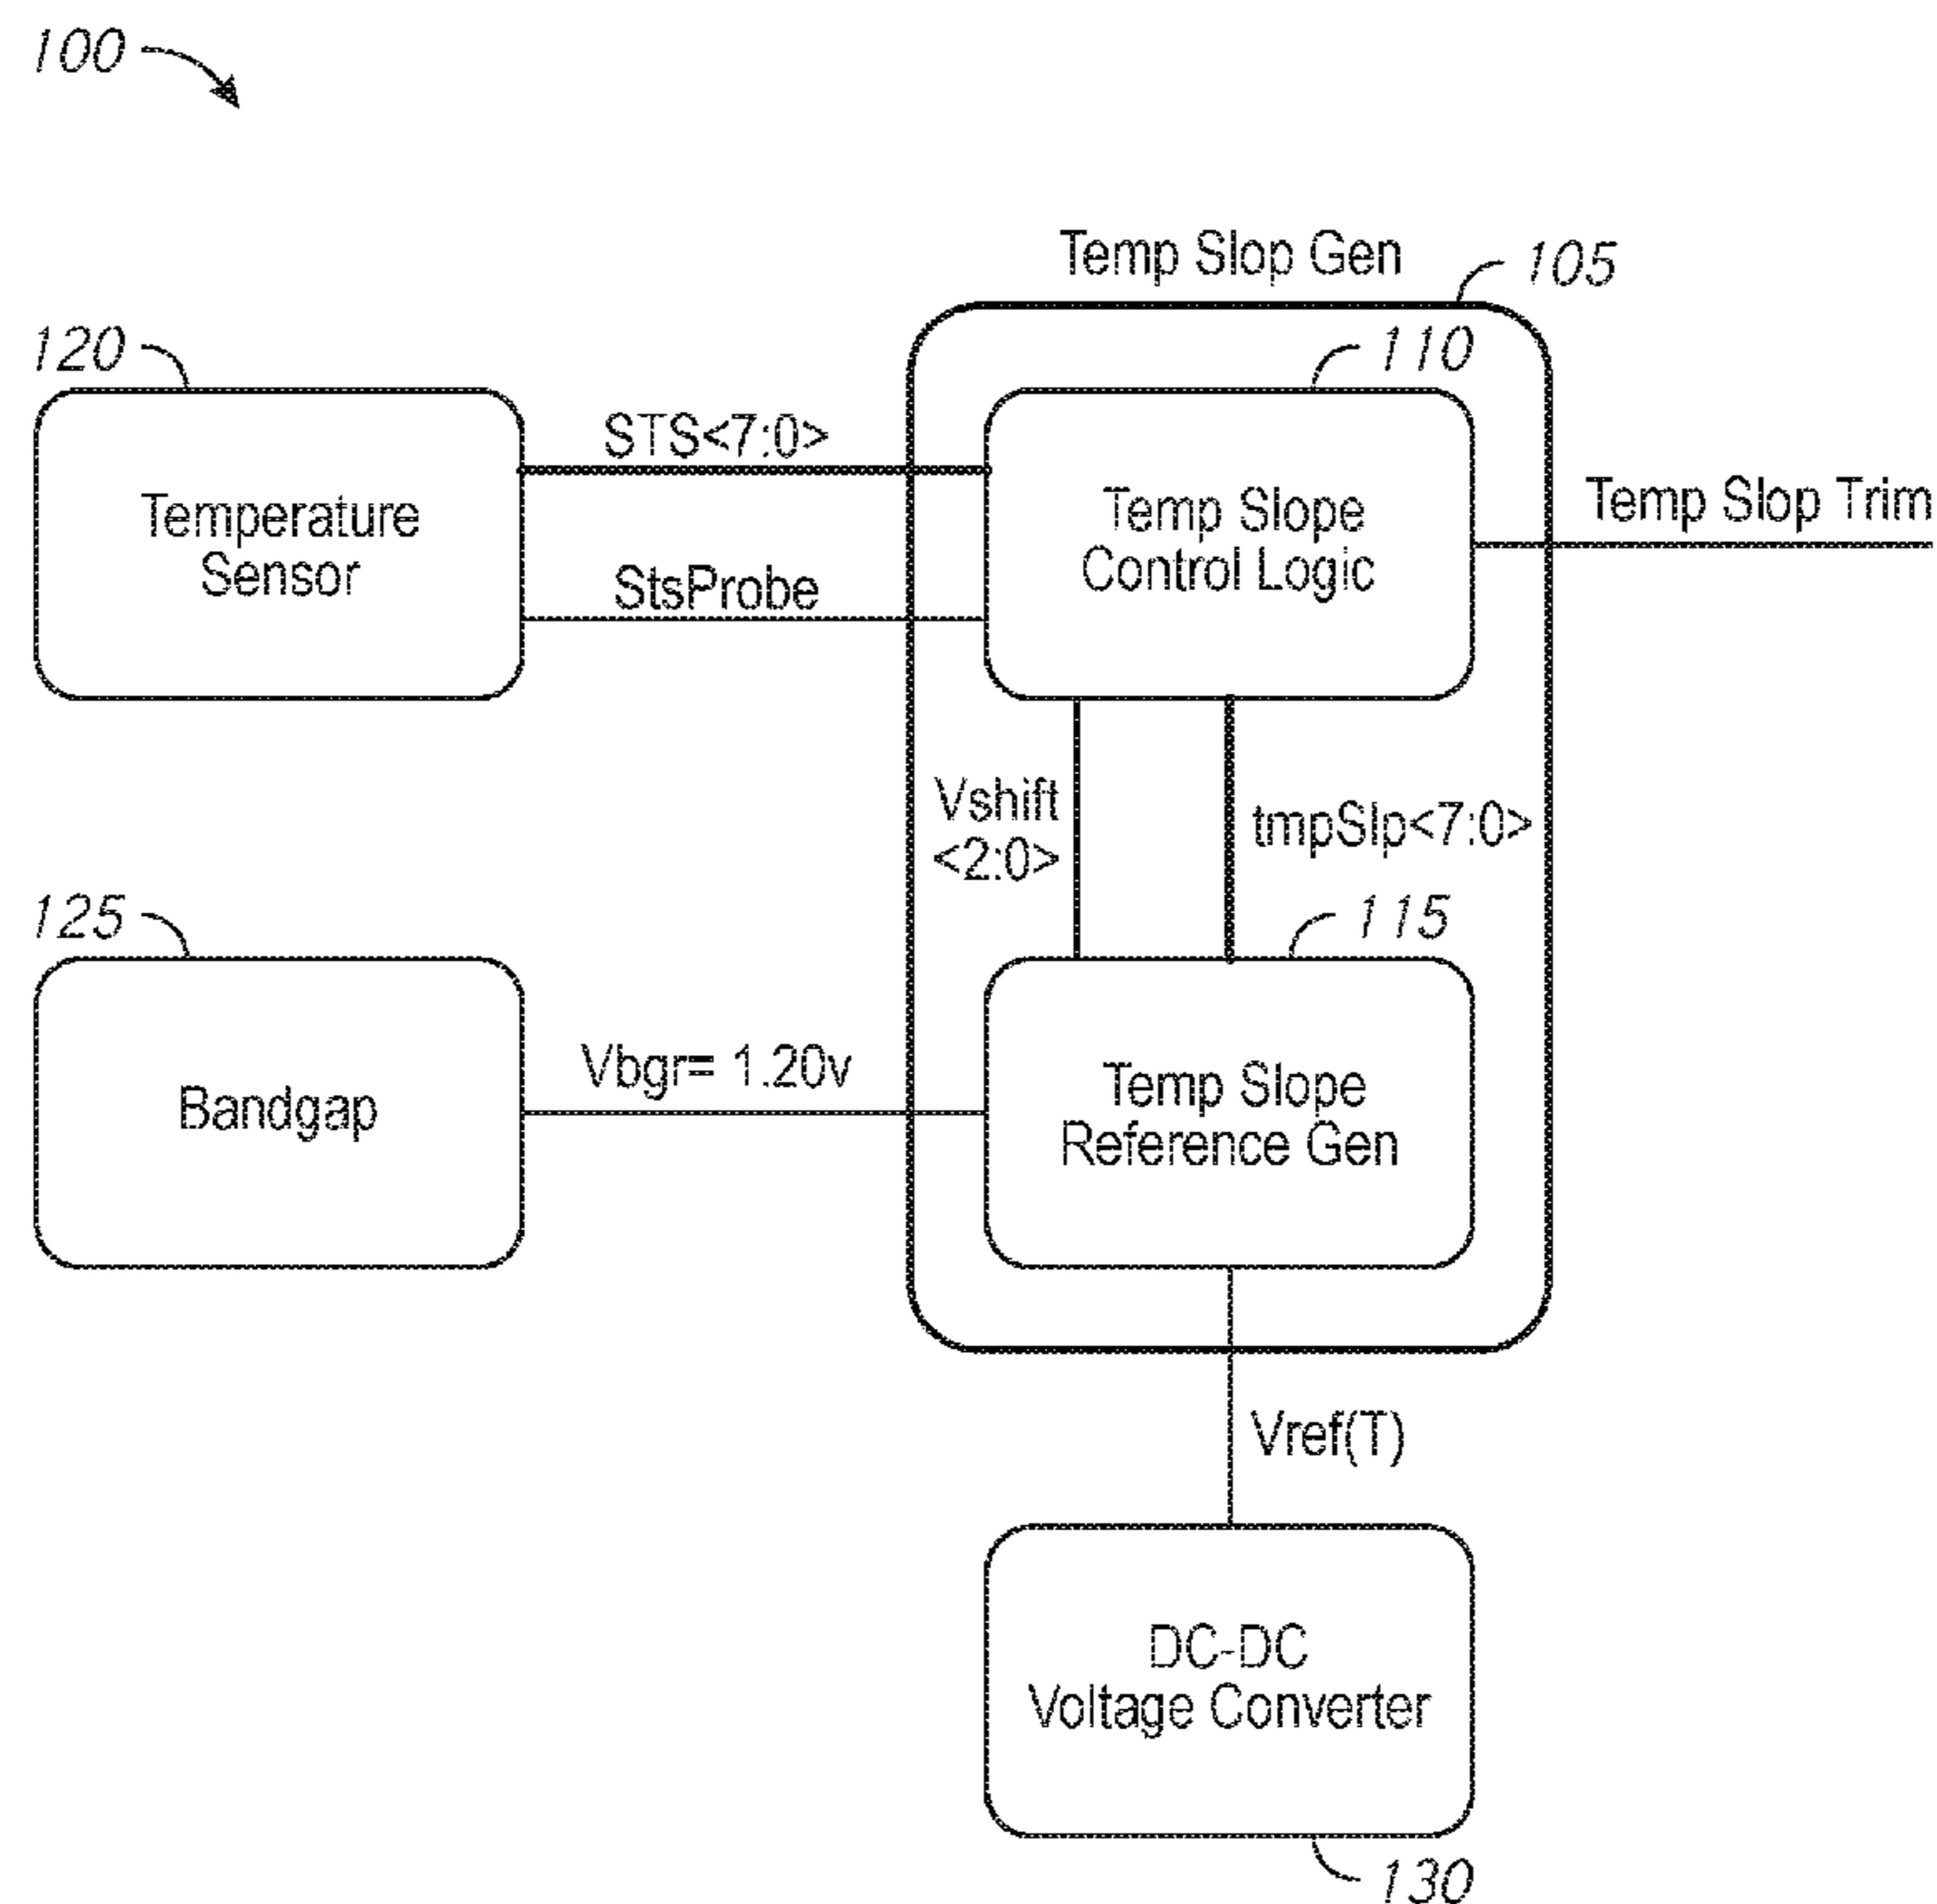 100
Temp Slop Gen
105
120
110
STS<7:0>
Temperature
Sensor
Temp Slope
Control Logic
Temp Slop Trim
StsProbe
Vshift
<2:0>
tmpSlp<7:0>
125
115
Vbgr= 1.20v
Bandgap
Temp Slope
Reference Gen
Vref(T)
DC-DC
Voltage Converter
130